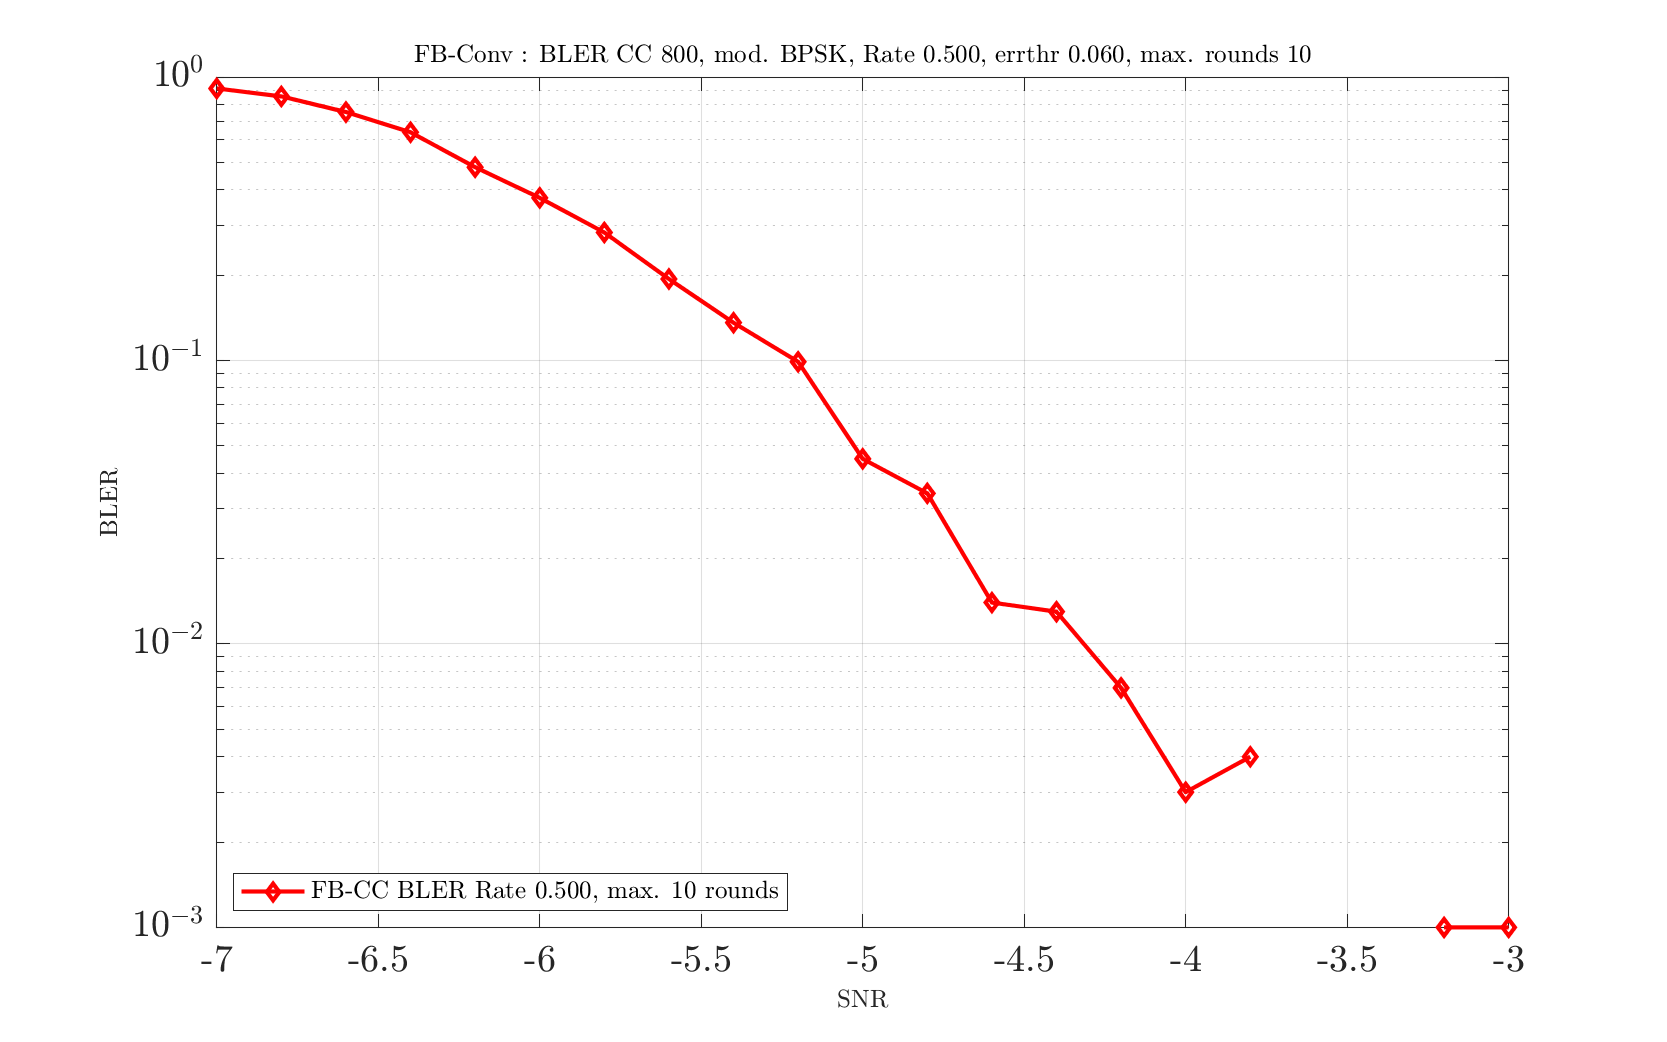 FB-Conv : BLER CC 800, mod. BPSK, Rate 0.500, errthr 0.060, max. rounds 10
10^0
10^-1
10^-2
10^-3
BLER
FB-CC BLER Rate 0.500, max. 10 rounds
-7 -6.5 -6 -5.5 -5 -4.5 -4 -3.5 -3
SNR